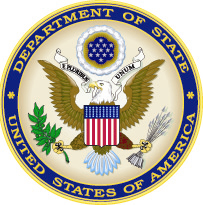 DEPARTMENT OF STATE
E PLURIBUS UNUM
UNITED STATES OF AMERICA